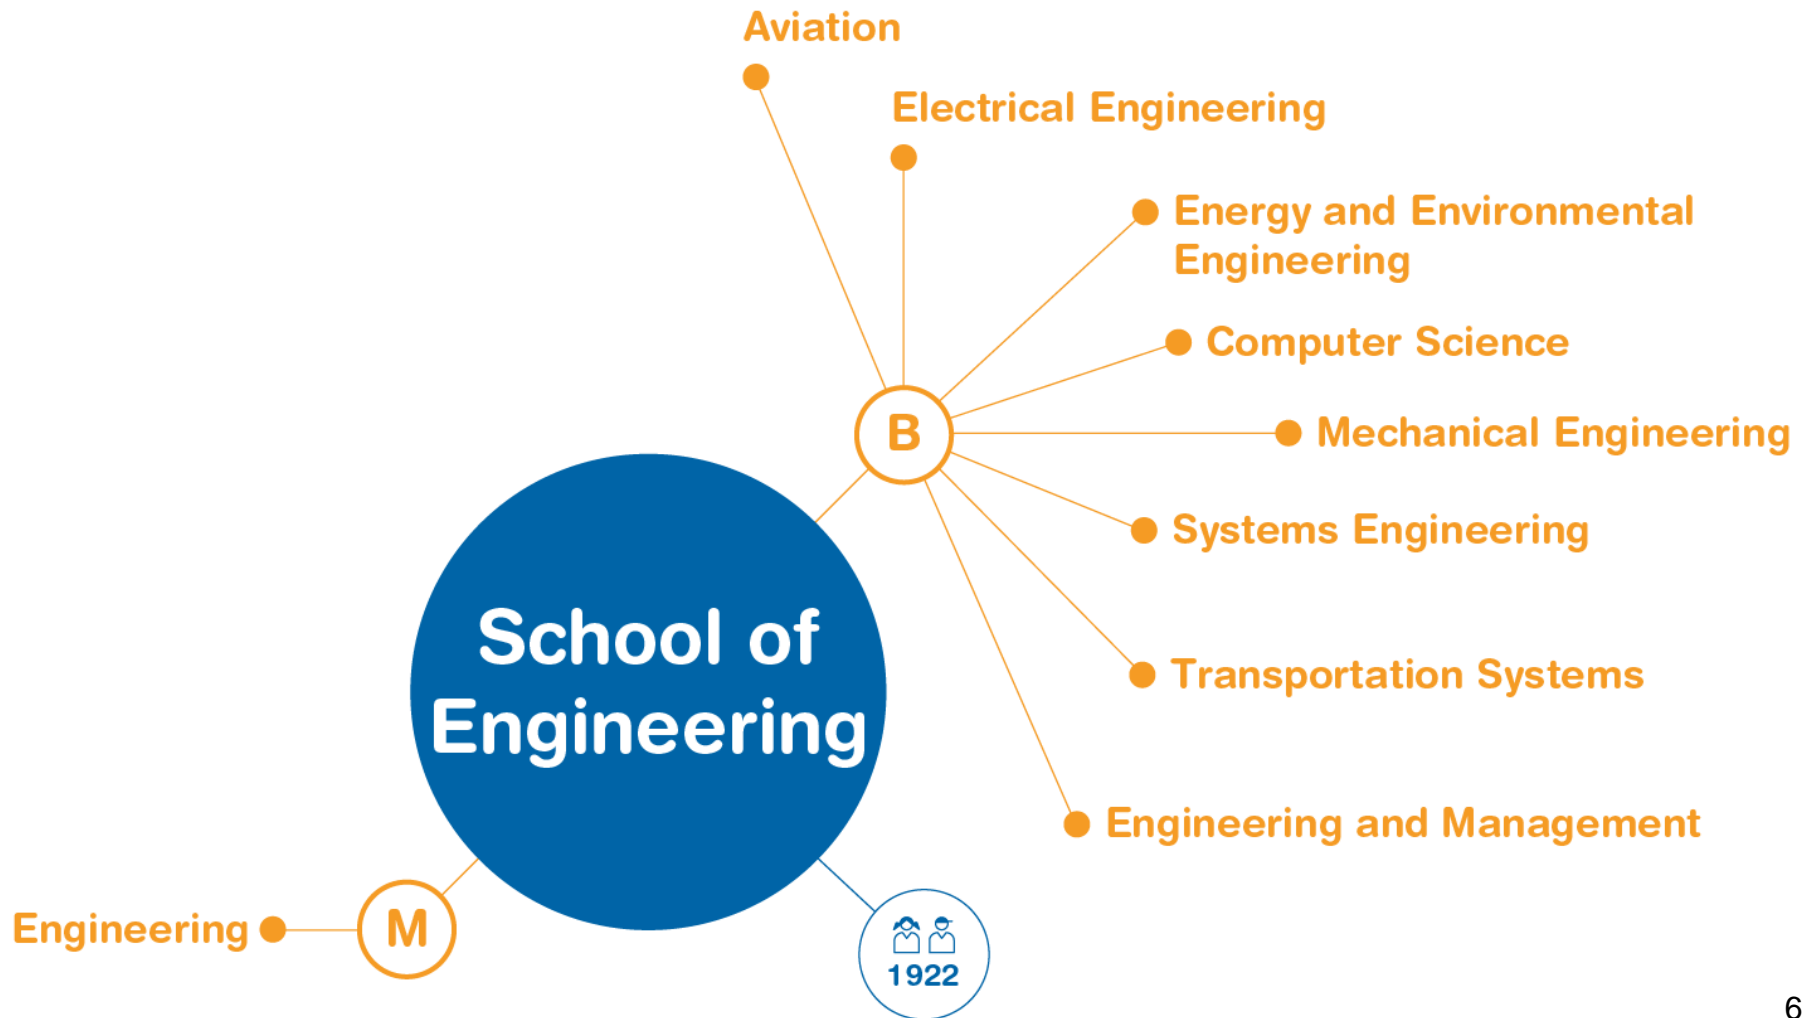 Aviation
Electrical Engineering
Energy and Environmental
Engineering
Computer Science
B
Mechanical Engineering
Systems Engineering
School of
Engineering
Transportation Systems
Engineering and Management
Engineering
M
1922
6